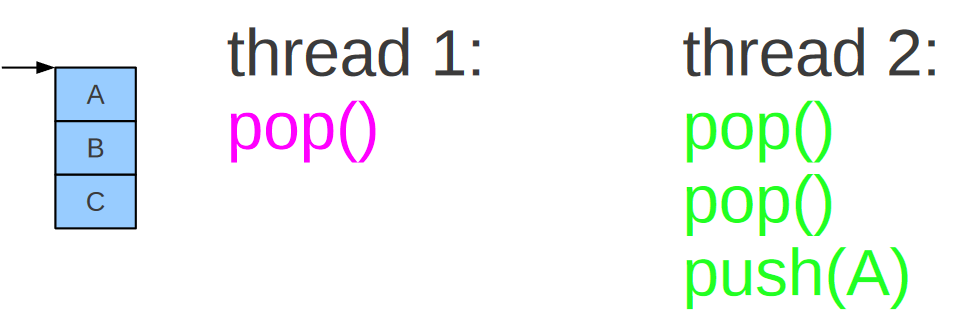 A
B
C
thread 1:
pop()
thread 2:
pop()
pop()
push(A)